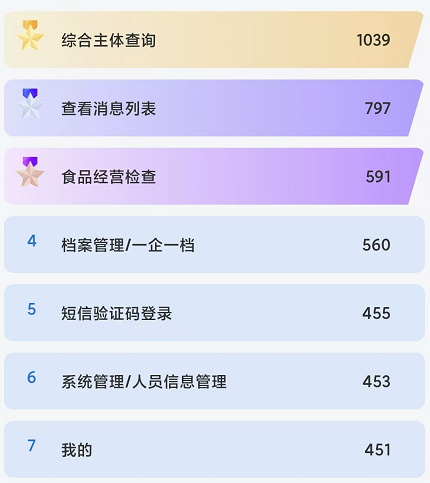 综合主体查询 1039
查看消息列表 797
食品经营检查 591
4 档案管理/一企一档 560
5 短信验证码登录 455
6 系统管理/人员信息管理 453
7 我的 451